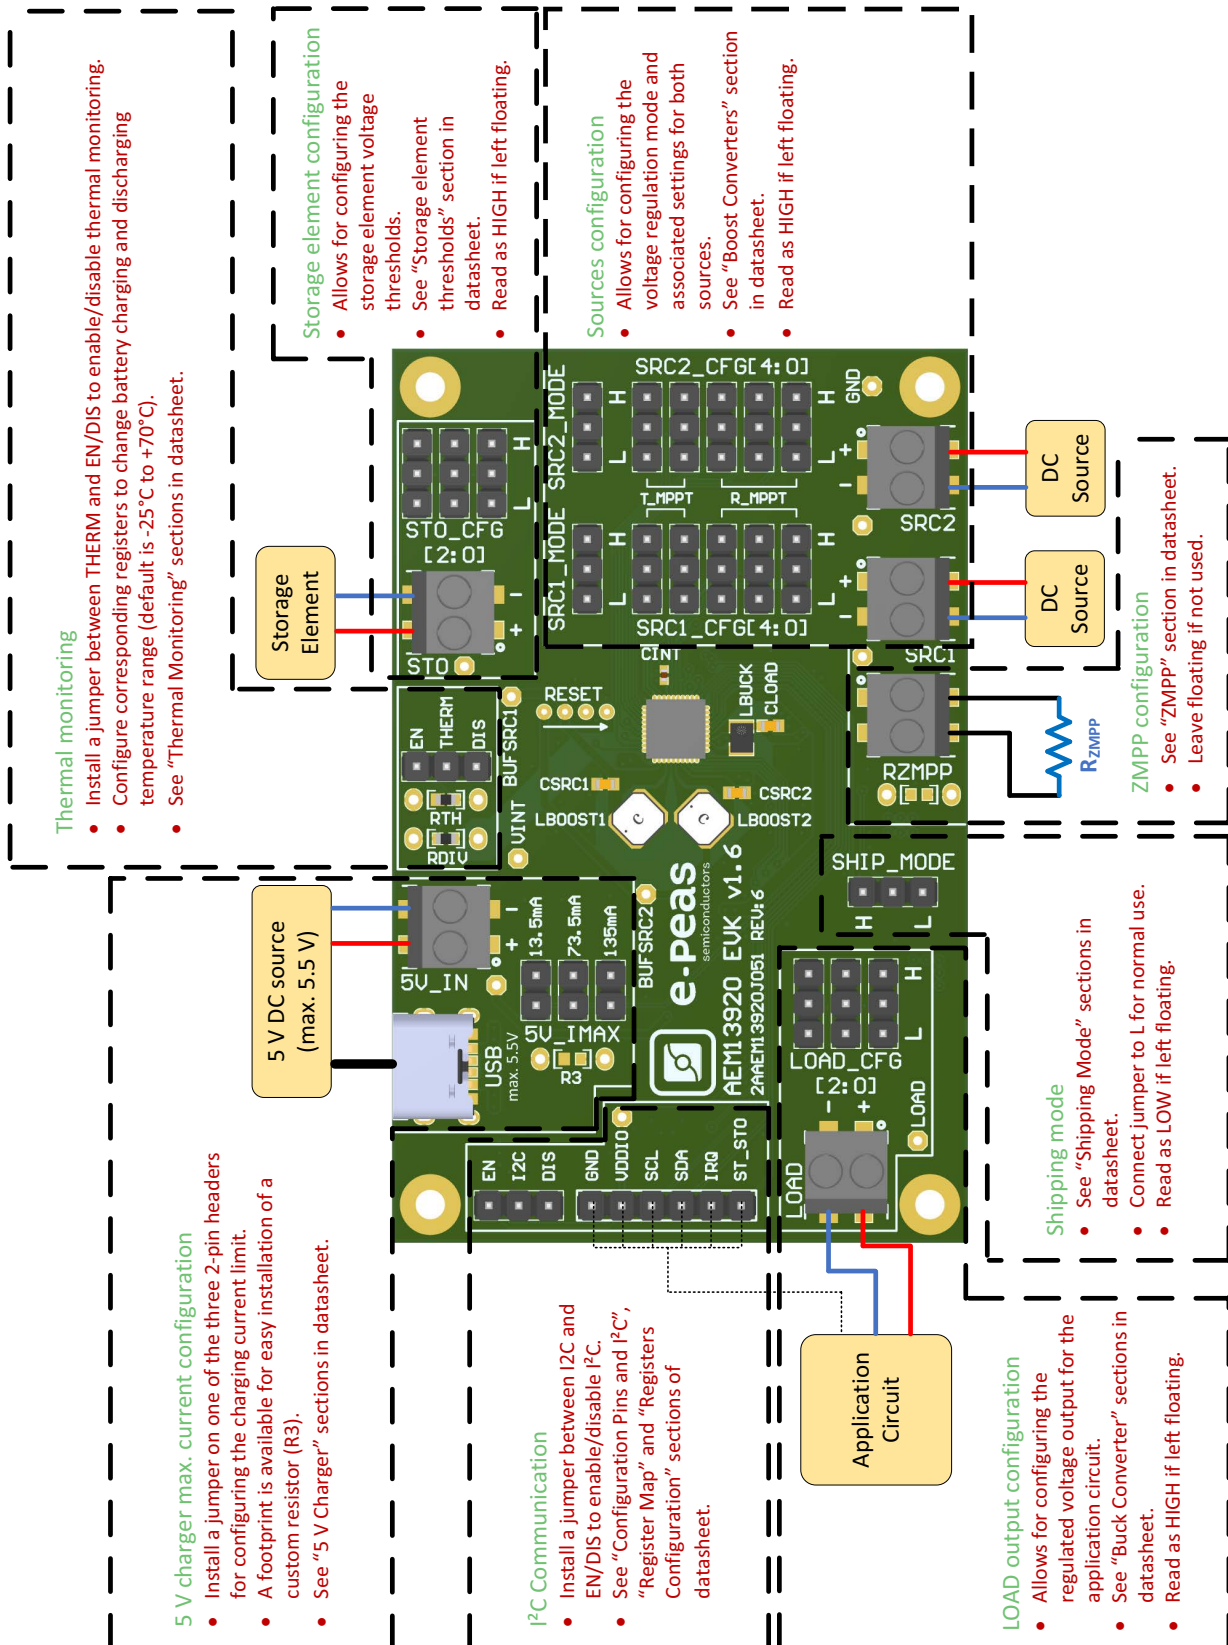 5 V charger max. current configuration
• Install a jumper on one of the three 2-pin headers
for configuring the charging current limit.
• A footprint is available for easy installation of a
custom resistor (R3).
• See “5 V Charger” sections in datasheet.
Thermal monitoring
• Install a jumper between THERM and EN/DIS to enable/disable thermal monitoring.
• Configure corresponding registers to change battery charging and discharging
temperature range (default is -25°C to +70°C).
• See “Thermal Monitoring” sections in datasheet.
5 V DC source
(max. 5.5 V)
Storage
Element
Storage element configuration
• Allows for configuring the
storage element voltage
thresholds.
• See “Storage element
thresholds” section in
datasheet.
• Read as HIGH if left floating.
I²C Communication
• Install a jumper between I2C and
EN/DIS to enable/disable I²C.
• See “Configuration Pins and I²C”,
“Register Map” and “Registers
Configuration” sections of
datasheet.
Sources configuration
• Allows for configuring the
voltage regulation mode and
associated settings for both
sources.
• See “Boost Converters” section
in datasheet.
• Read as HIGH if left floating.
USB
max. 5.5V
5V_IN
+
-
5V_IMAX
13.5mA
73.5mA
135mA
R3
BUFSRC2
RDIV
RTH
EN
THERM
DIS
VINT
BUFSRC1
STO
+
-
STO_CFG
[2:0]
L
H
EN
I2C
DIS
GND
VDDIO
SCL
SDA
IRQ
ST_STO
e-peas
semiconductors
AEM13920 EVK v1.6
2AAEM13920J051 REV:6
RESET
CSRC1
LBOOST1
LBOOST2
CSRC2
CINT
LBUCK
CLOAD
SRC1_MODE
SRC2_MODE
L
H
L
H
T_MPPT
R_MPPT
L
H
L
H
SRC1_CFG[4:0]
SRC2_CFG[4:0]
GND
LOAD
-
+
LOAD_CFG
[2:0]
L
H
LOAD
SHIP_MODE
H
L
RZMPP
SRC1
-
+
SRC2
-
+
Application
Circuit
RZMPP
DC
Source
DC
Source
LOAD output configuration
• Allows for configuring the
regulated voltage output for the
application circuit.
• See “Buck Converter” sections in
datasheet.
• Read as HIGH if left floating.
Shipping mode
• See “Shipping Mode” sections in
datasheet.
• Connect jumper to L for normal use.
• Read as LOW if left floating.
ZMPP configuration
• See “ZMPP” section in datasheet.
• Leave floating if not used.